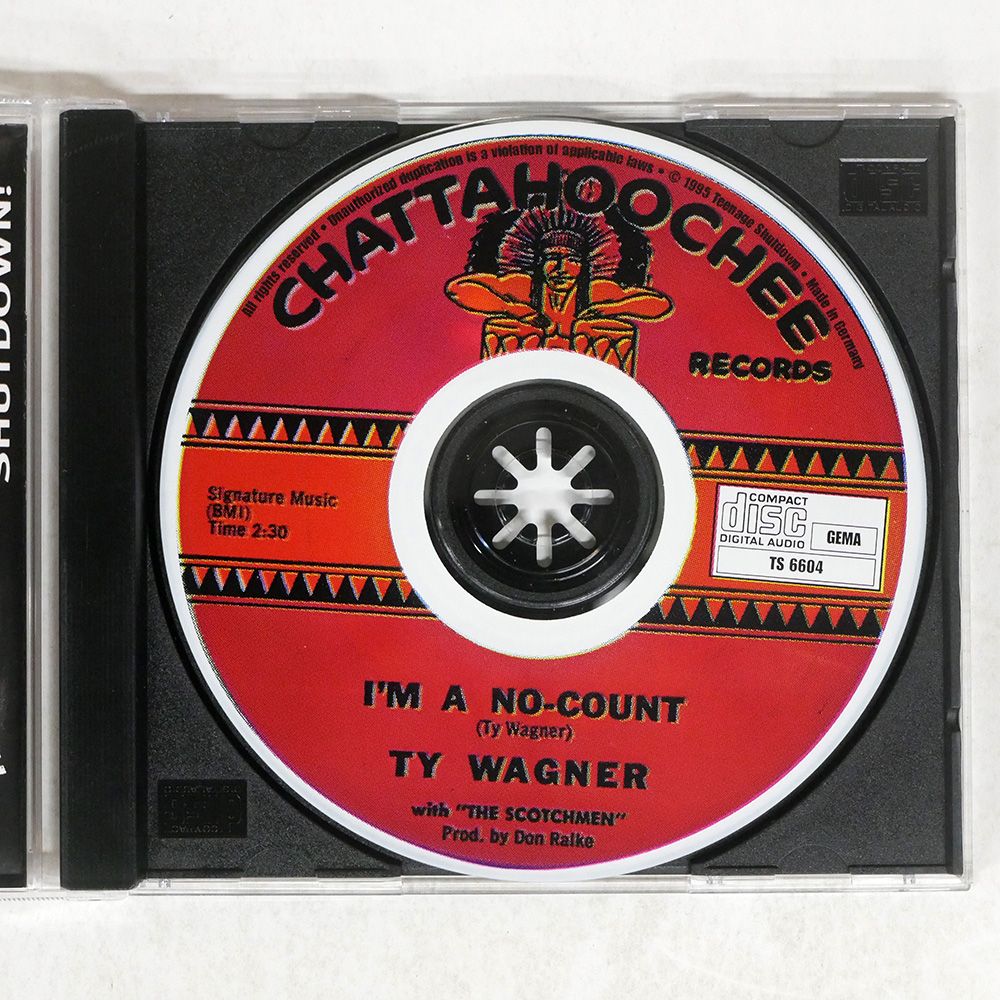 SHUTDOWN!
All rights reserved • Unauthorized duplication is a violation of applicable laws • © 1995 Teenage Shutdown • Made in Germany
CHATTAHOOCHEE
RECORDS
Signature Music
(BMI)
Time 2:30
COMPACT
disc
DIGITAL AUDIO
GEMA
TS 6604
I'M A NO-COUNT
(Ty Wagner)
TY WAGNER
with "THE SCOTCHMEN"
Prod. by Don Ralke